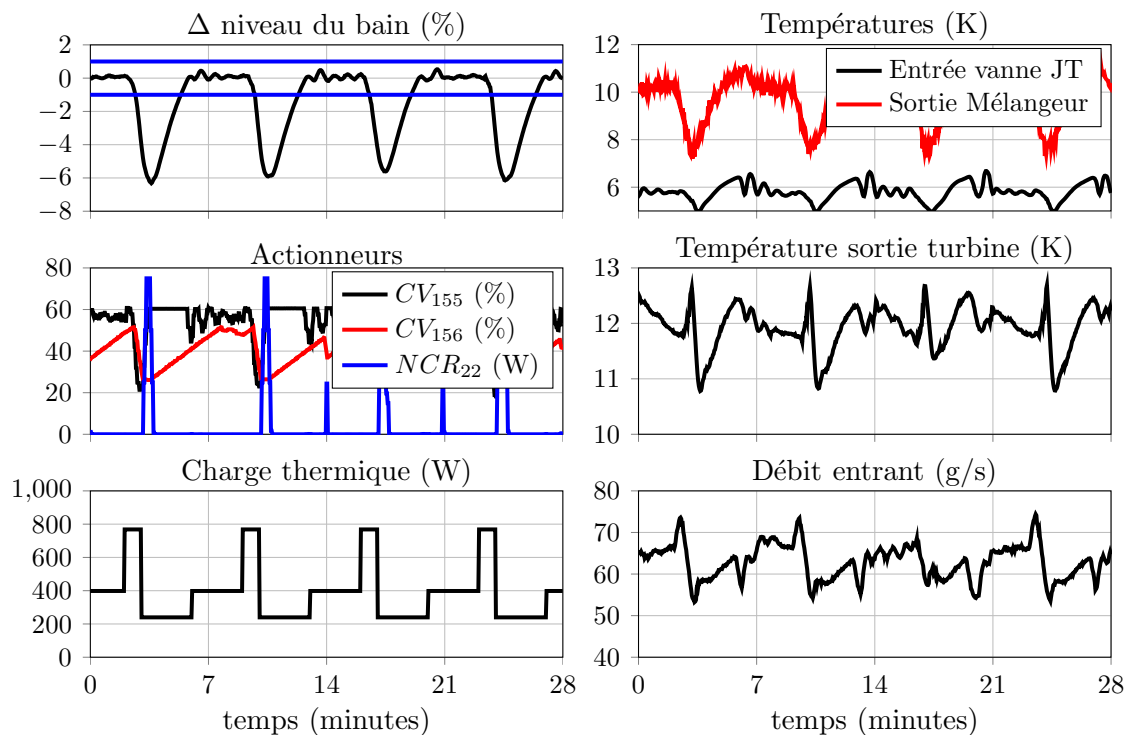 Δ niveau du bain (%)
2
0
−2
−4
−6
−8
Températures (K)
12
10
8
6
Entrée vanne JT
Sortie Mélangeur
Actionneurs
80
60
40
20
0
CV155 (%)
CV156 (%)
NCR22 (W)
Température sortie turbine (K)
13
12
11
10
Charge thermique (W)
1,000
800
600
400
200
0
0 7 14 21 28
temps (minutes)
Débit entrant (g/s)
80
70
60
50
40
0 7 14 21 28
temps (minutes)